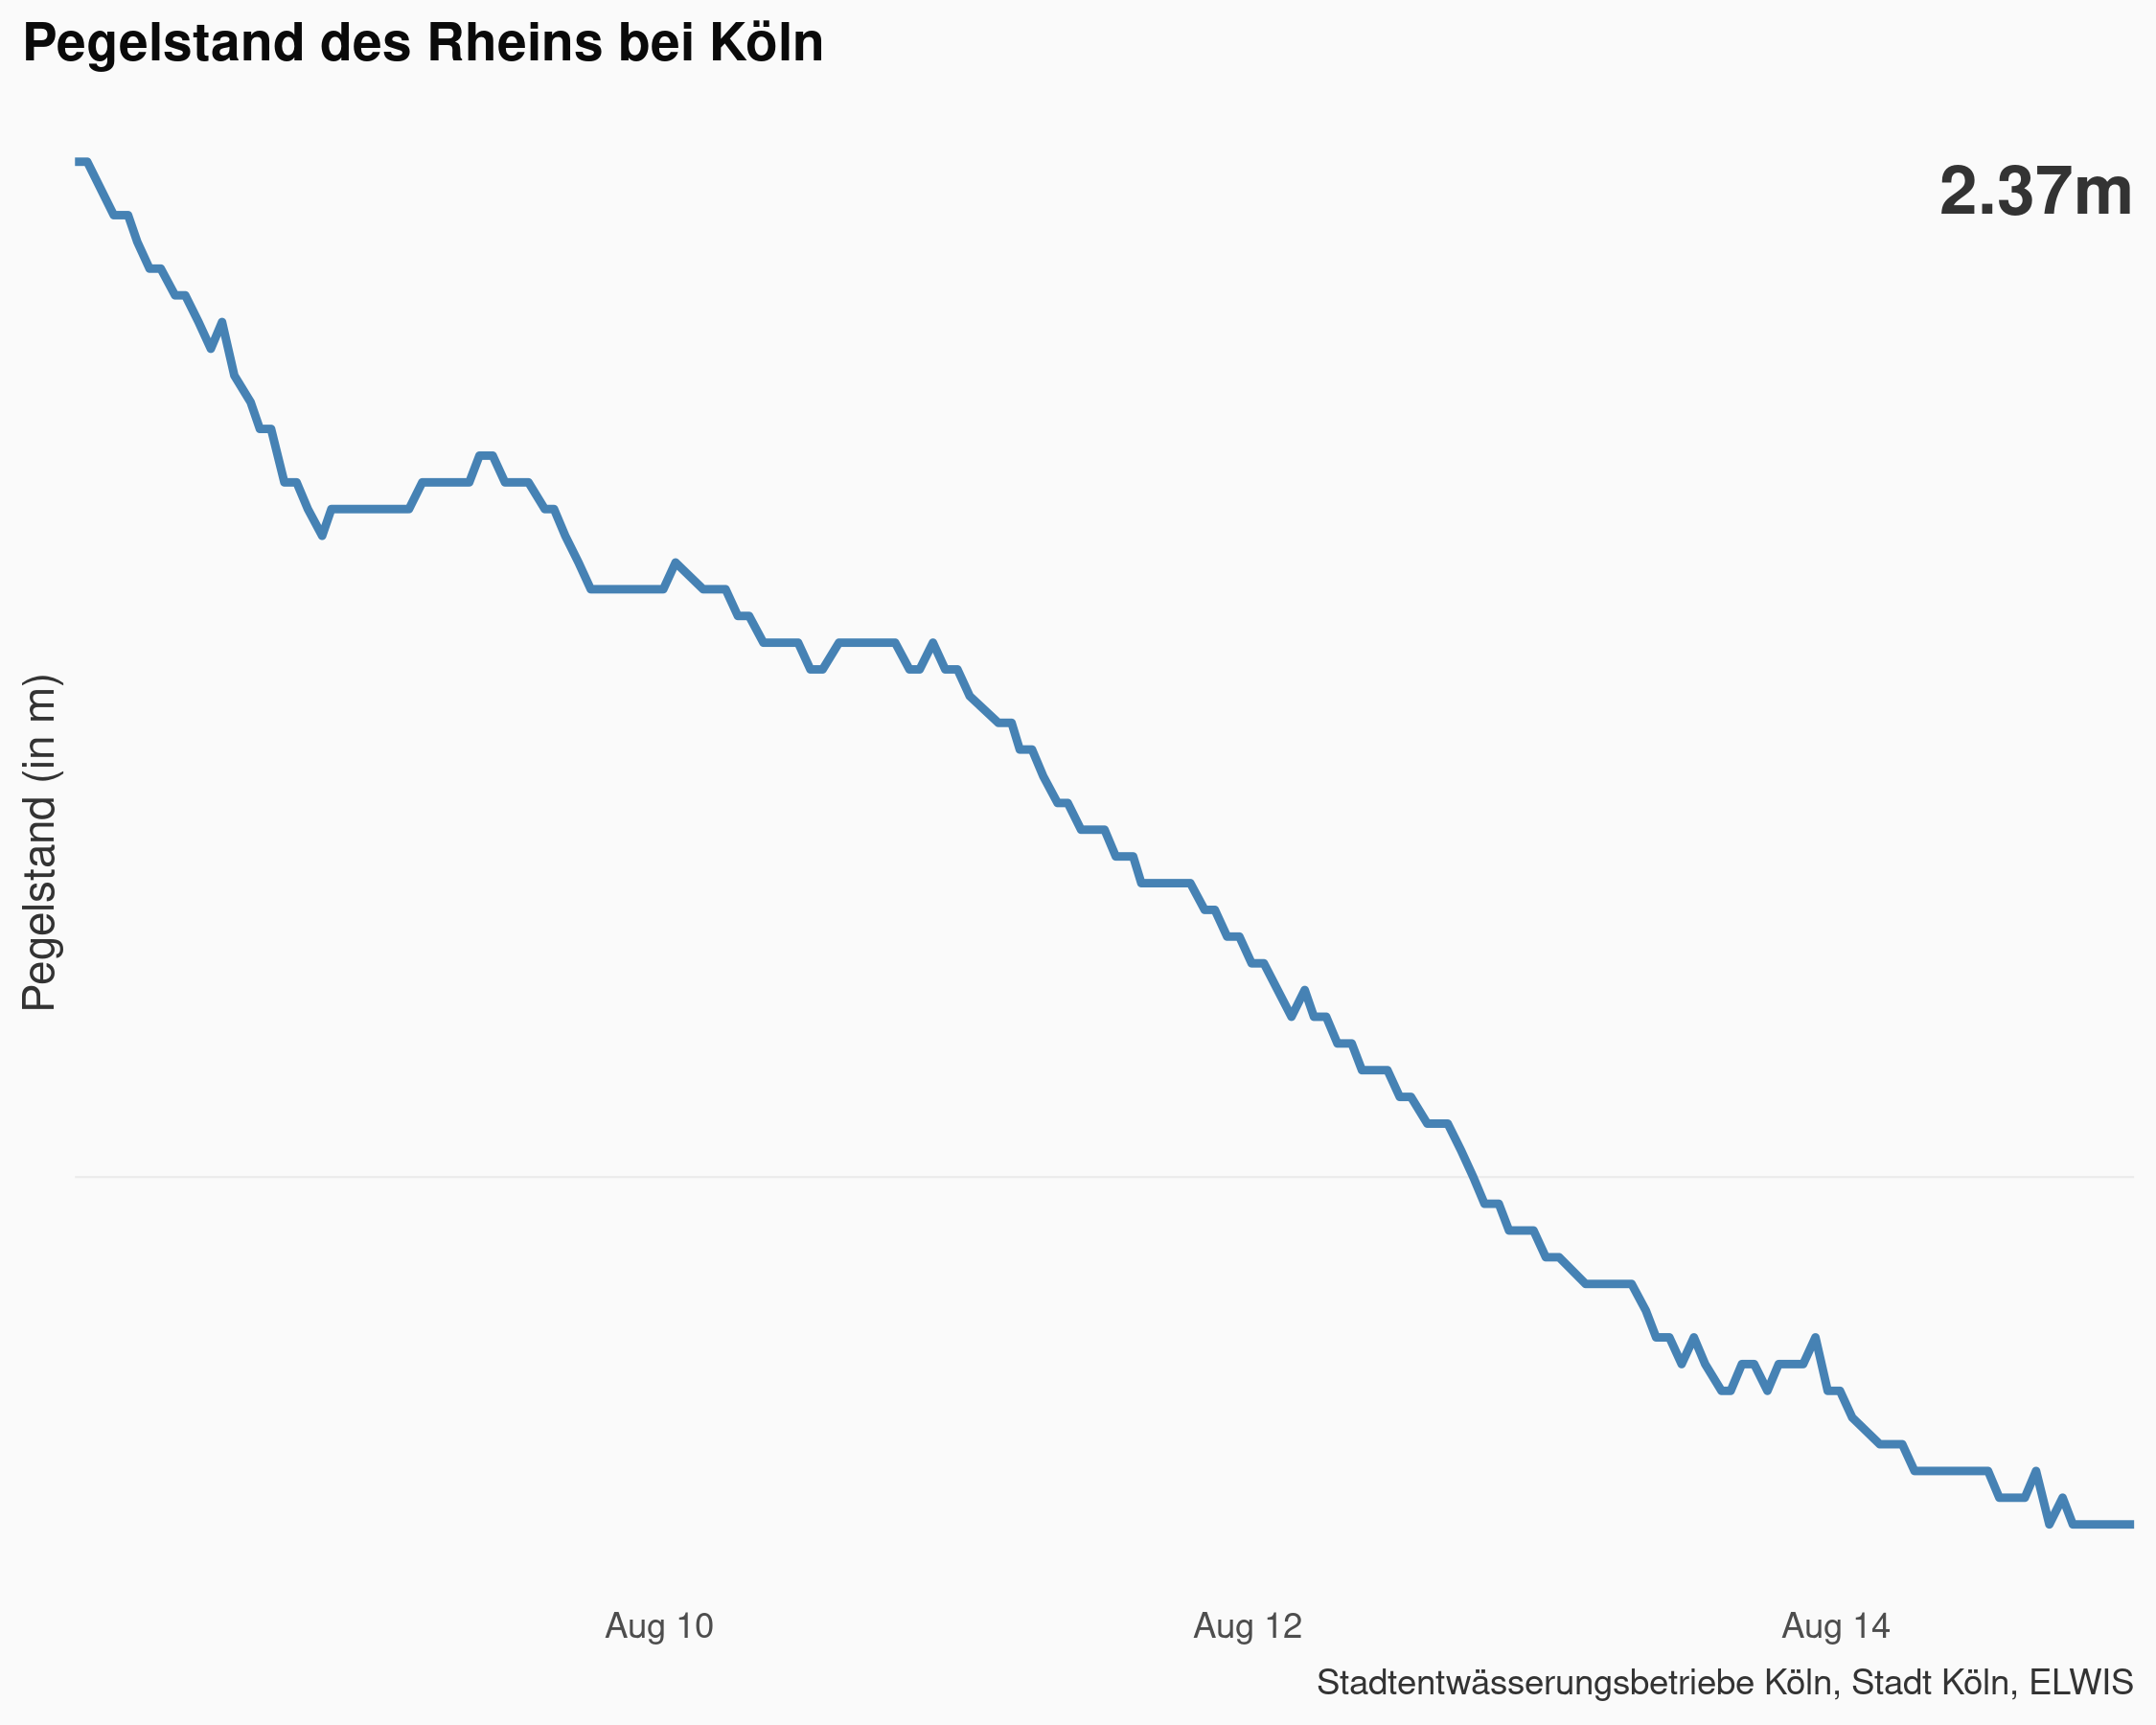 Pegelstand des Rheins bei Köln
2.37m
Pegelstand (in m)
Aug 10
Aug 12
Aug 14
Stadtentwässerungsbetriebe Köln, Stadt Köln, ELWIS